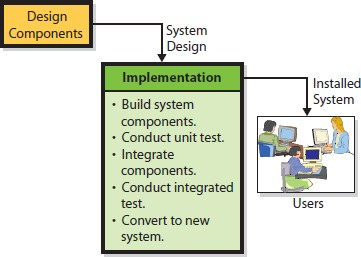 Design
Components
System
Design
Implementation
• Build system
components.
• Conduct unit test.
• Integrate
components.
• Conduct integrated
test.
• Convert to new
system.
Installed
System
Users